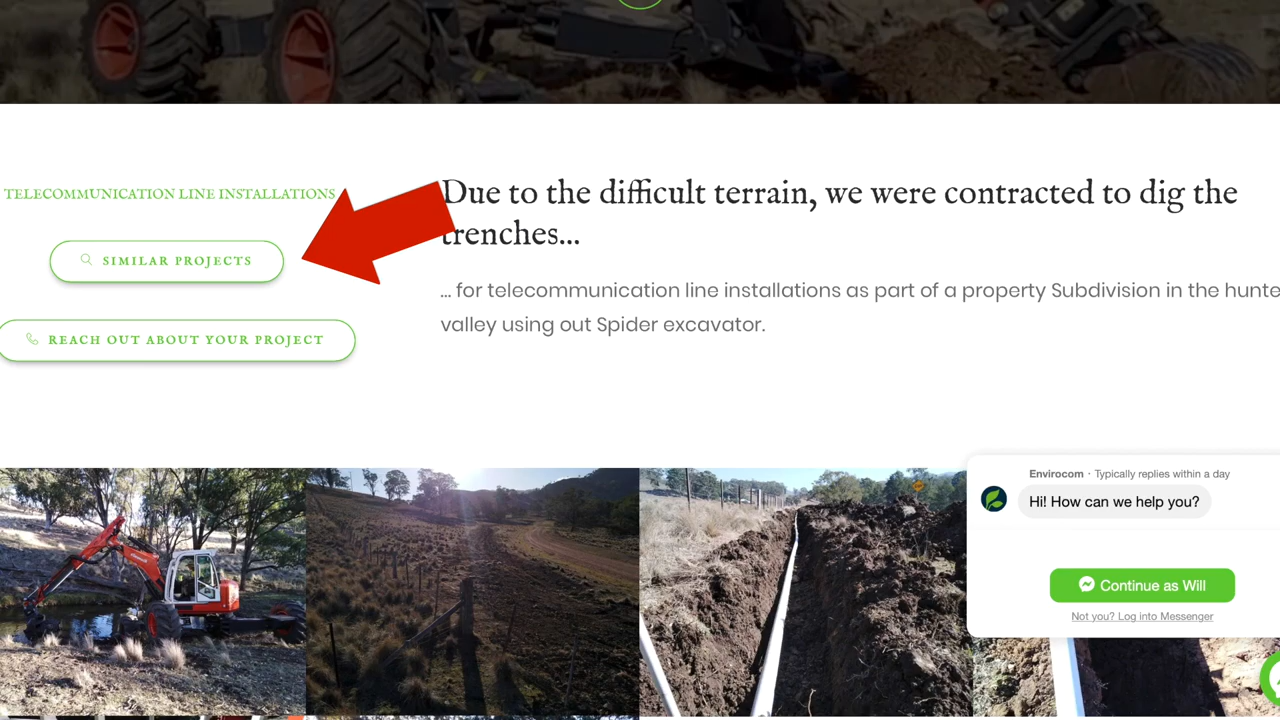 TELECOMMUNICATION LINE INSTALLATIONS
SIMILAR PROJECTS
REACH OUT ABOUT YOUR PROJECT
Due to the difficult terrain, we were contracted to dig the
trenches...
... for telecommunication line installations as part of a property Subdivision in the hunte
valley using out Spider excavator.
Envirocom · Typically replies within a day
Hi! How can we help you?
Continue as Will
Not you? Log into Messenger